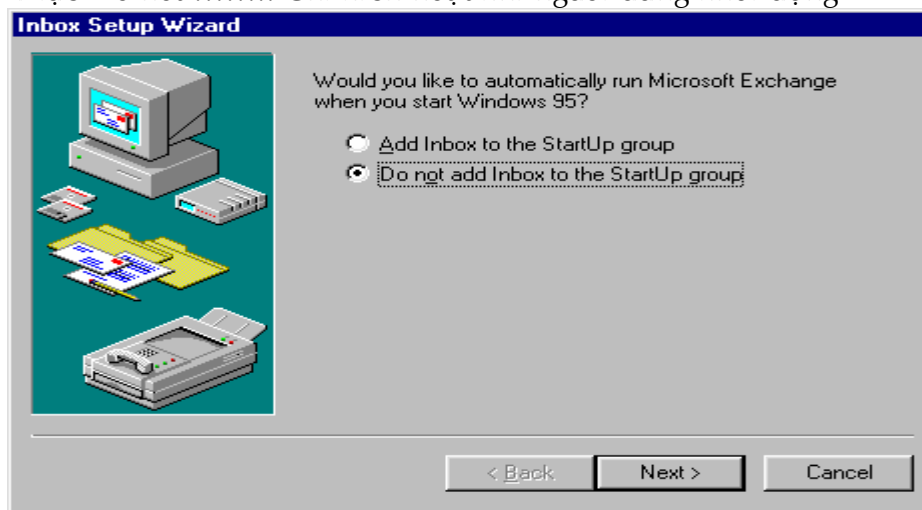 Inbox Setup Wizard
Would you like to automatically run Microsoft Exchange
when you start Windows 95?
Add Inbox to the StartUp group
Do not add Inbox to the StartUp group
< Back
Next >
Cancel